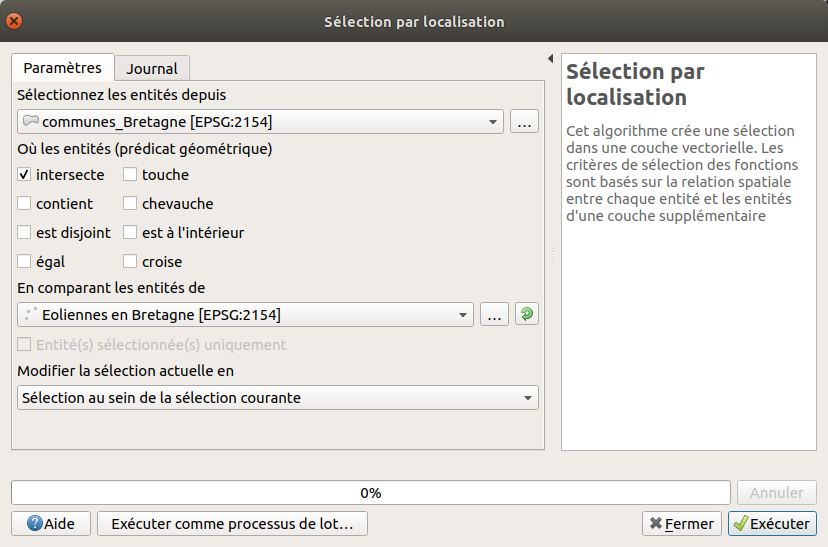 Sélection par localisation
Paramètres
Journal
Sélectionnez les entités depuis
communes_Bretagne [EPSG:2154]
...
Où les entités (prédicat géométrique)
intersecte
touche
contient
chevauche
est disjoint
est à l'intérieur
égal
croise
En comparant les entités de
Eoliennes en Bretagne [EPSG:2154]
...
Entité(s) sélectionnée(s) uniquement
Modifier la sélection actuelle en
Sélection au sein de la sélection courante
Sélection par
localisation
Cet algorithme crée une sélection
dans une couche vectorielle. Les
critères de sélection des fonctions
sont basés sur la relation spatiale
entre chaque entité et les entités
d'une couche supplémentaire
0%
Annuler
?Aide
Exécuter comme processus de lot...
Fermer
Exécuter